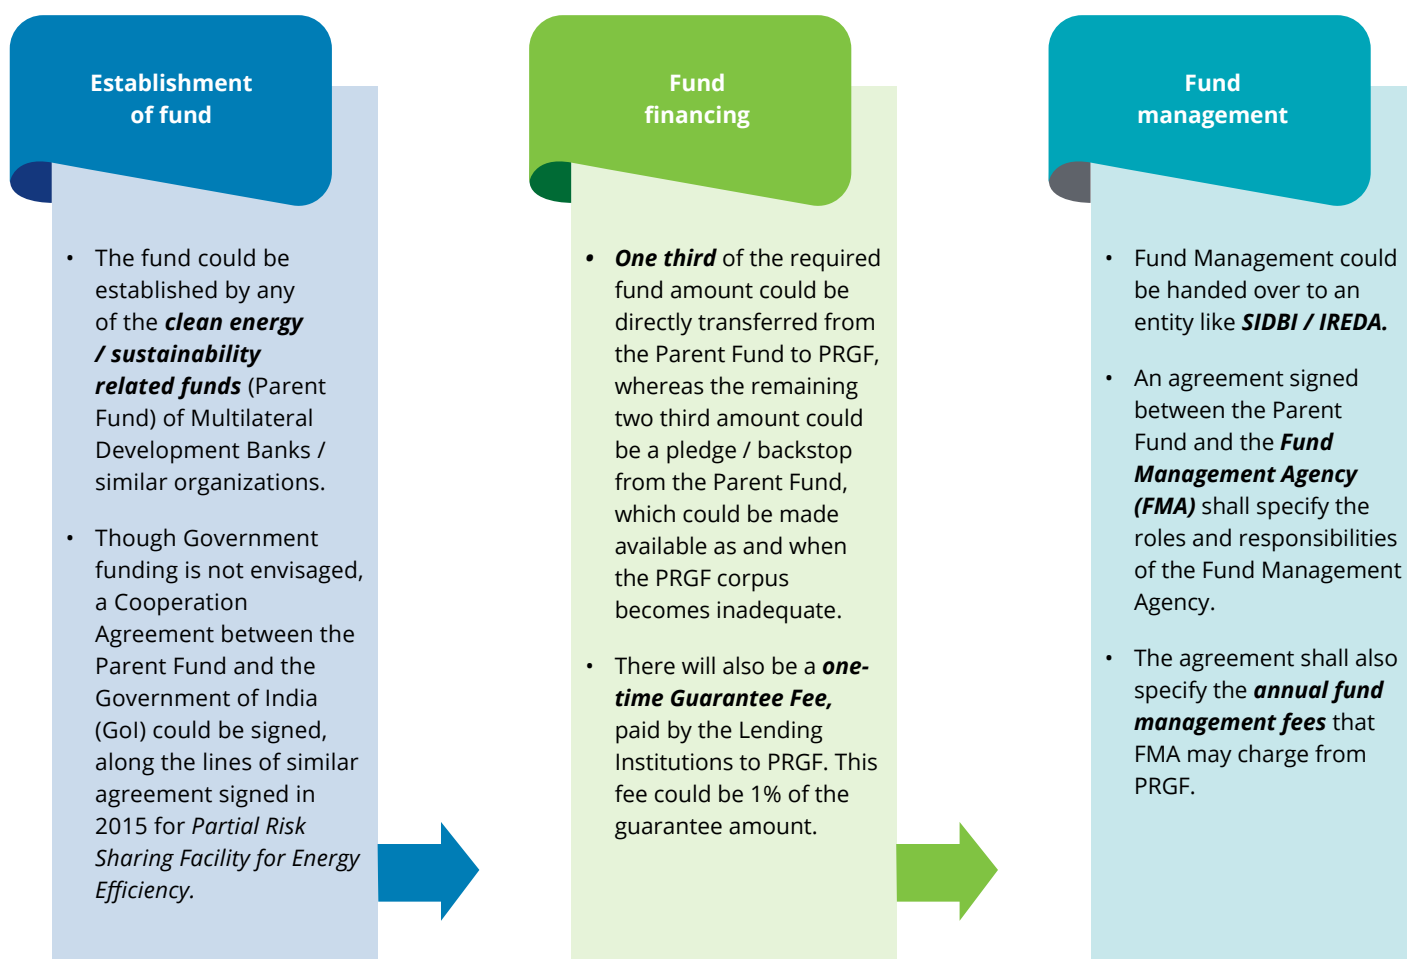 Establishment
of fund
• The fund could be
established by any
of the clean energy
/ sustainability
related funds (Parent
Fund) of Multilateral
Development Banks /
similar organizations.
• Though Government
funding is not envisaged,
a Cooperation
Agreement between the
Parent Fund and the
Government of India
(GoI) could be signed,
along the lines of similar
agreement signed in
2015 for Partial Risk
Sharing Facility for Energy
Efficiency.
Fund
financing
• One third of the required
fund amount could be
directly transferred from
the Parent Fund to PRGF,
whereas the remaining
two third amount could
be a pledge / backstop
from the Parent Fund,
which could be made
available as and when
the PRGF corpus
becomes inadequate.
• There will also be a one-
time Guarantee Fee,
paid by the Lending
Institutions to PRGF. This
fee could be 1% of the
guarantee amount.
Fund
management
• Fund Management could
be handed over to an
entity like SIDBI / IREDA.
• An agreement signed
between the Parent
Fund and the Fund
Management Agency
(FMA) shall specify the
roles and responsibilities
of the Fund Management
Agency.
• The agreement shall also
specify the annual fund
management fees that
FMA may charge from
PRGF.